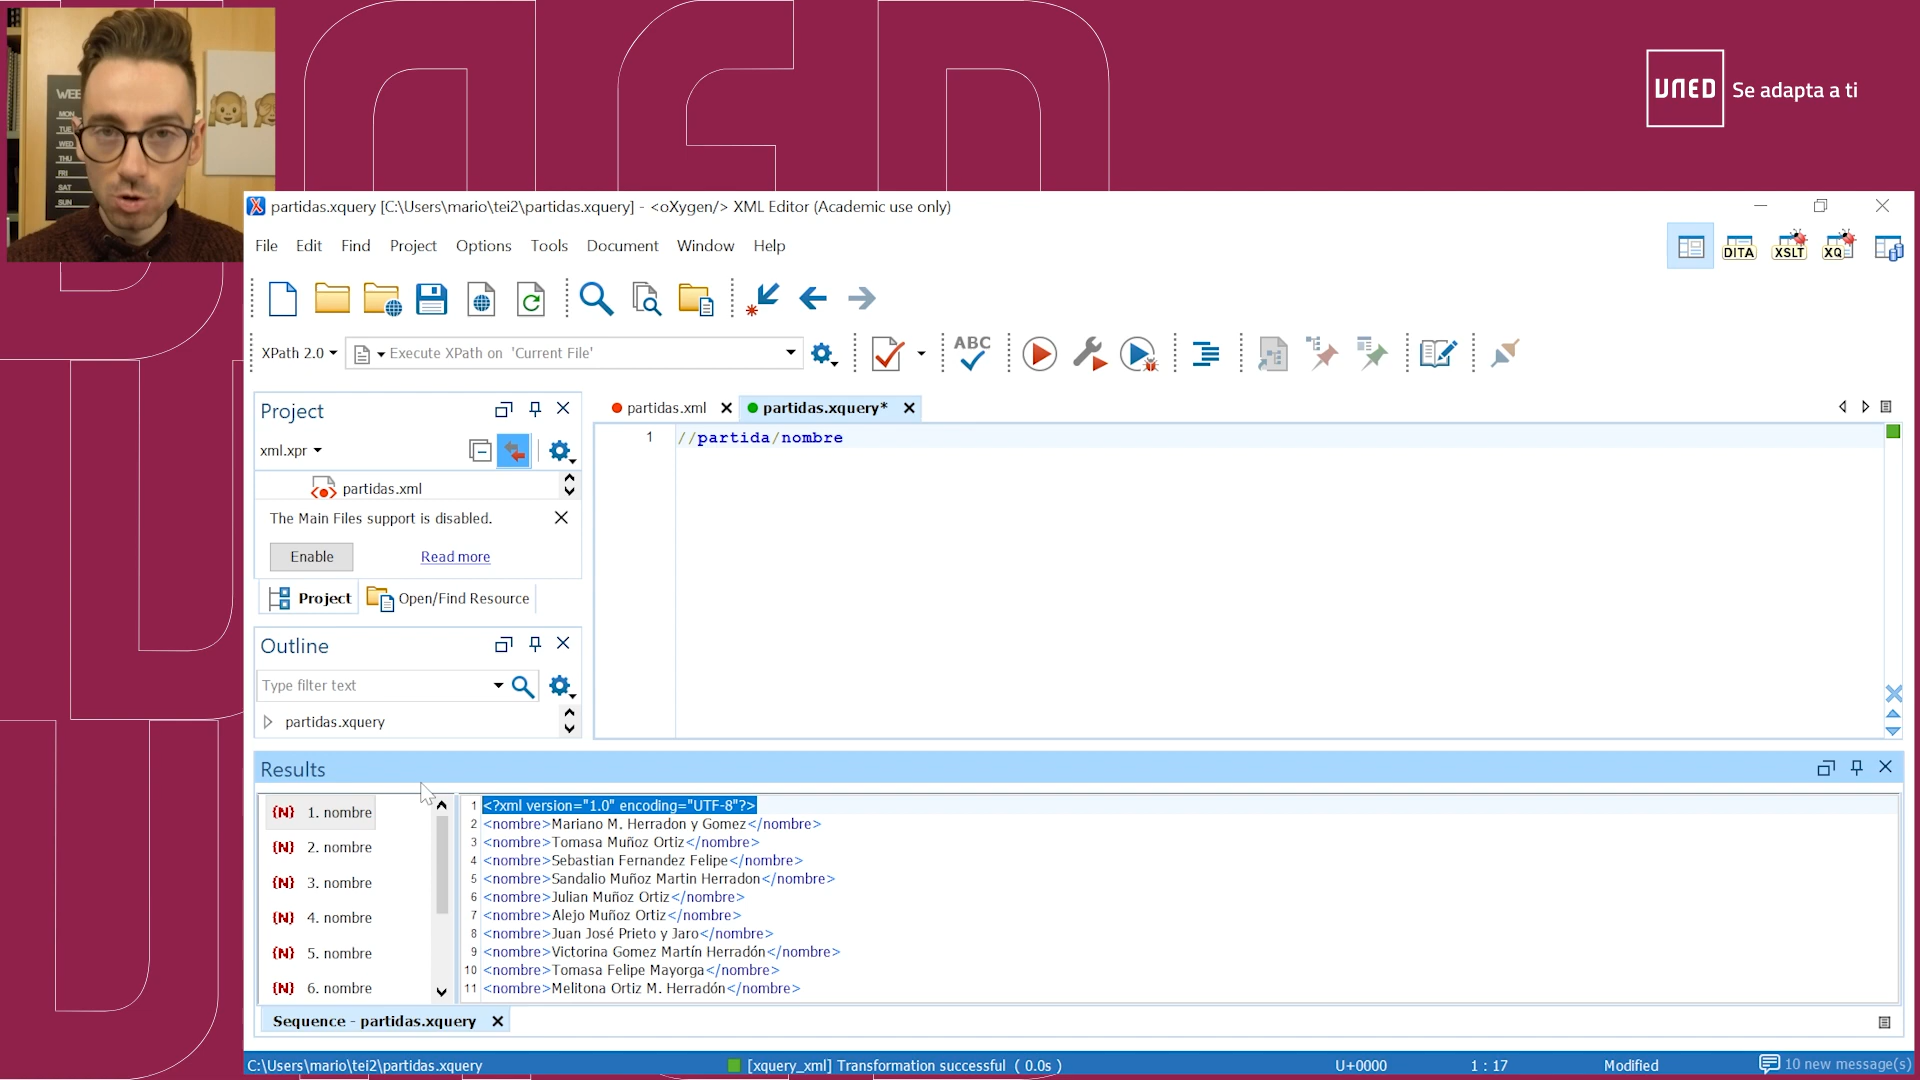 WEE
MON
TUE
WED
THU
FRI
SAT
SUN
UNED Se adapta a ti
partidas.xquery [C:\Users\mario\tei2\partidas.xquery] - <oXygen/> XML Editor (Academic use only)
File Edit Find Project Options Tools Document Window Help
DITA XSLT XQ
XPath 2.0 Execute XPath on 'Current File' ABC
Project
xml.xpr
partidas.xml
The Main Files support is disabled.
Enable Read more
Project Open/Find Resource
partidas.xml partidas.xquery*
1 //partida/nombre
Outline
Type filter text
partidas.xquery
Results
{N} 1. nombre
{N} 2. nombre
{N} 3. nombre
{N} 4. nombre
{N} 5. nombre
{N} 6. nombre
1 <?xml version="1.0" encoding="UTF-8"?>
2 <nombre>Mariano M. Herradon y Gomez</nombre>
3 <nombre>Tomasa Muñoz Ortiz</nombre>
4 <nombre>Sebastian Fernandez Felipe</nombre>
5 <nombre>Sandalio Muñoz Martin Herradon</nombre>
6 <nombre>Julian Muñoz Ortiz</nombre>
7 <nombre>Alejo Muñoz Ortiz</nombre>
8 <nombre>Juan José Prieto y Jaro</nombre>
9 <nombre>Victorina Gomez Martín Herradón</nombre>
10 <nombre>Tomasa Felipe Mayorga</nombre>
11 <nombre>Melitona Ortiz M. Herradón</nombre>
Sequence - partidas.xquery
C:\Users\mario\tei2\partidas.xquery [xquery_xml] Transformation successful ( 0.0s ) U+0000 1 : 17 Modified 10 new message(s)